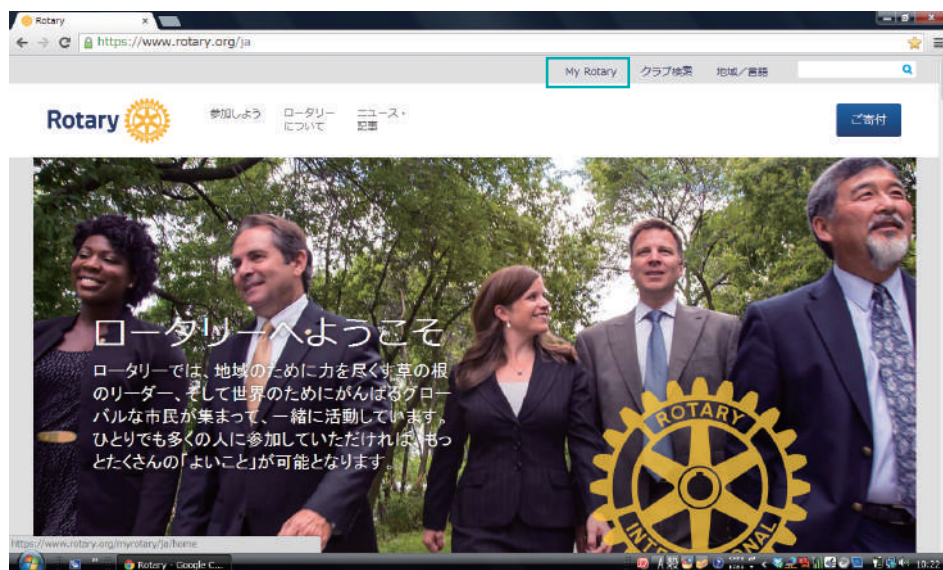 Rotary
https://www.rotary.org/ja
My Rotary クラブ検索 地域／言語
Rotary
参加しよう
ロータリー
について
ニュース・
記事
ご寄付
ロータリーへようこそ
ロータリーでは、地域のために力を尽くす草の根
のリーダー、そして世界のためにがんばるグロー
バルな市民が集まって、一緒に活動しています。
ひとりでも多くの人に参加していただければ、もっ
とたくさんの「よいこと」が可能となります。
ROTARY
INTERNATIONAL
https://www.rotary.org/myrotary/ja/home
Rotary - Google C...
10:22